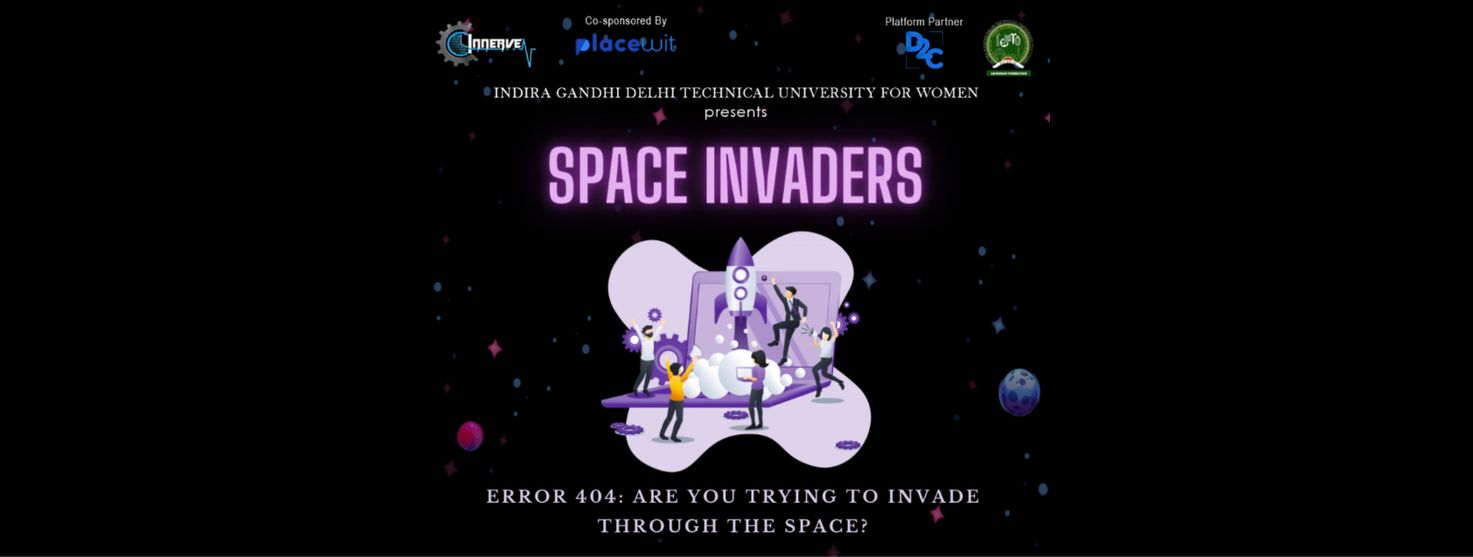 Innerve
Co-sponsored By
placewit
Platform Partner
D2C
INDIRA GANDHI DELHI TECHNICAL UNIVERSITY FOR WOMEN
presents
SPACE INVADERS
ERROR 404: ARE YOU TRYING TO INVADE
THROUGH THE SPACE?